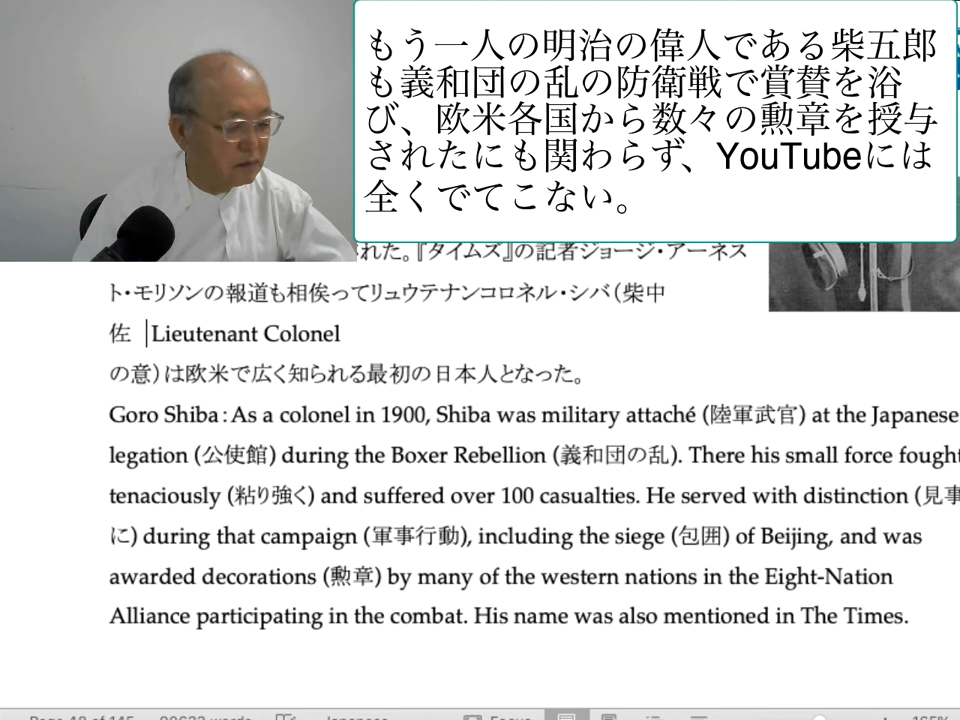 もう一人の明治の偉人である柴五郎
も義和団の乱の防衛戦で賞賛を浴
び、欧米各国から数々の勲章を授与
されたにも関わらず、YouTubeには
全くでてこない。
れた。『タイムズ』の記者ジョージ・アーネス
ト・モリソンの報道も相俟ってリュウテナンコロネル・シバ（柴中
佐 Lieutenant Colonel
の意）は欧米で広く知られる最初の日本人となった。
Goro Shiba: As a colonel in 1900, Shiba was military attaché (陸軍武官) at the Japanese
legation (公使館) during the Boxer Rebellion (義和団の乱). There his small force fought
tenaciously (粘り強く) and suffered over 100 casualties. He served with distinction (見事
に) during that campaign (軍事行動), including the siege (包囲) of Beijing, and was
awarded decorations (勲章) by many of the western nations in the Eight-Nation
Alliance participating in the combat. His name was also mentioned in The Times.